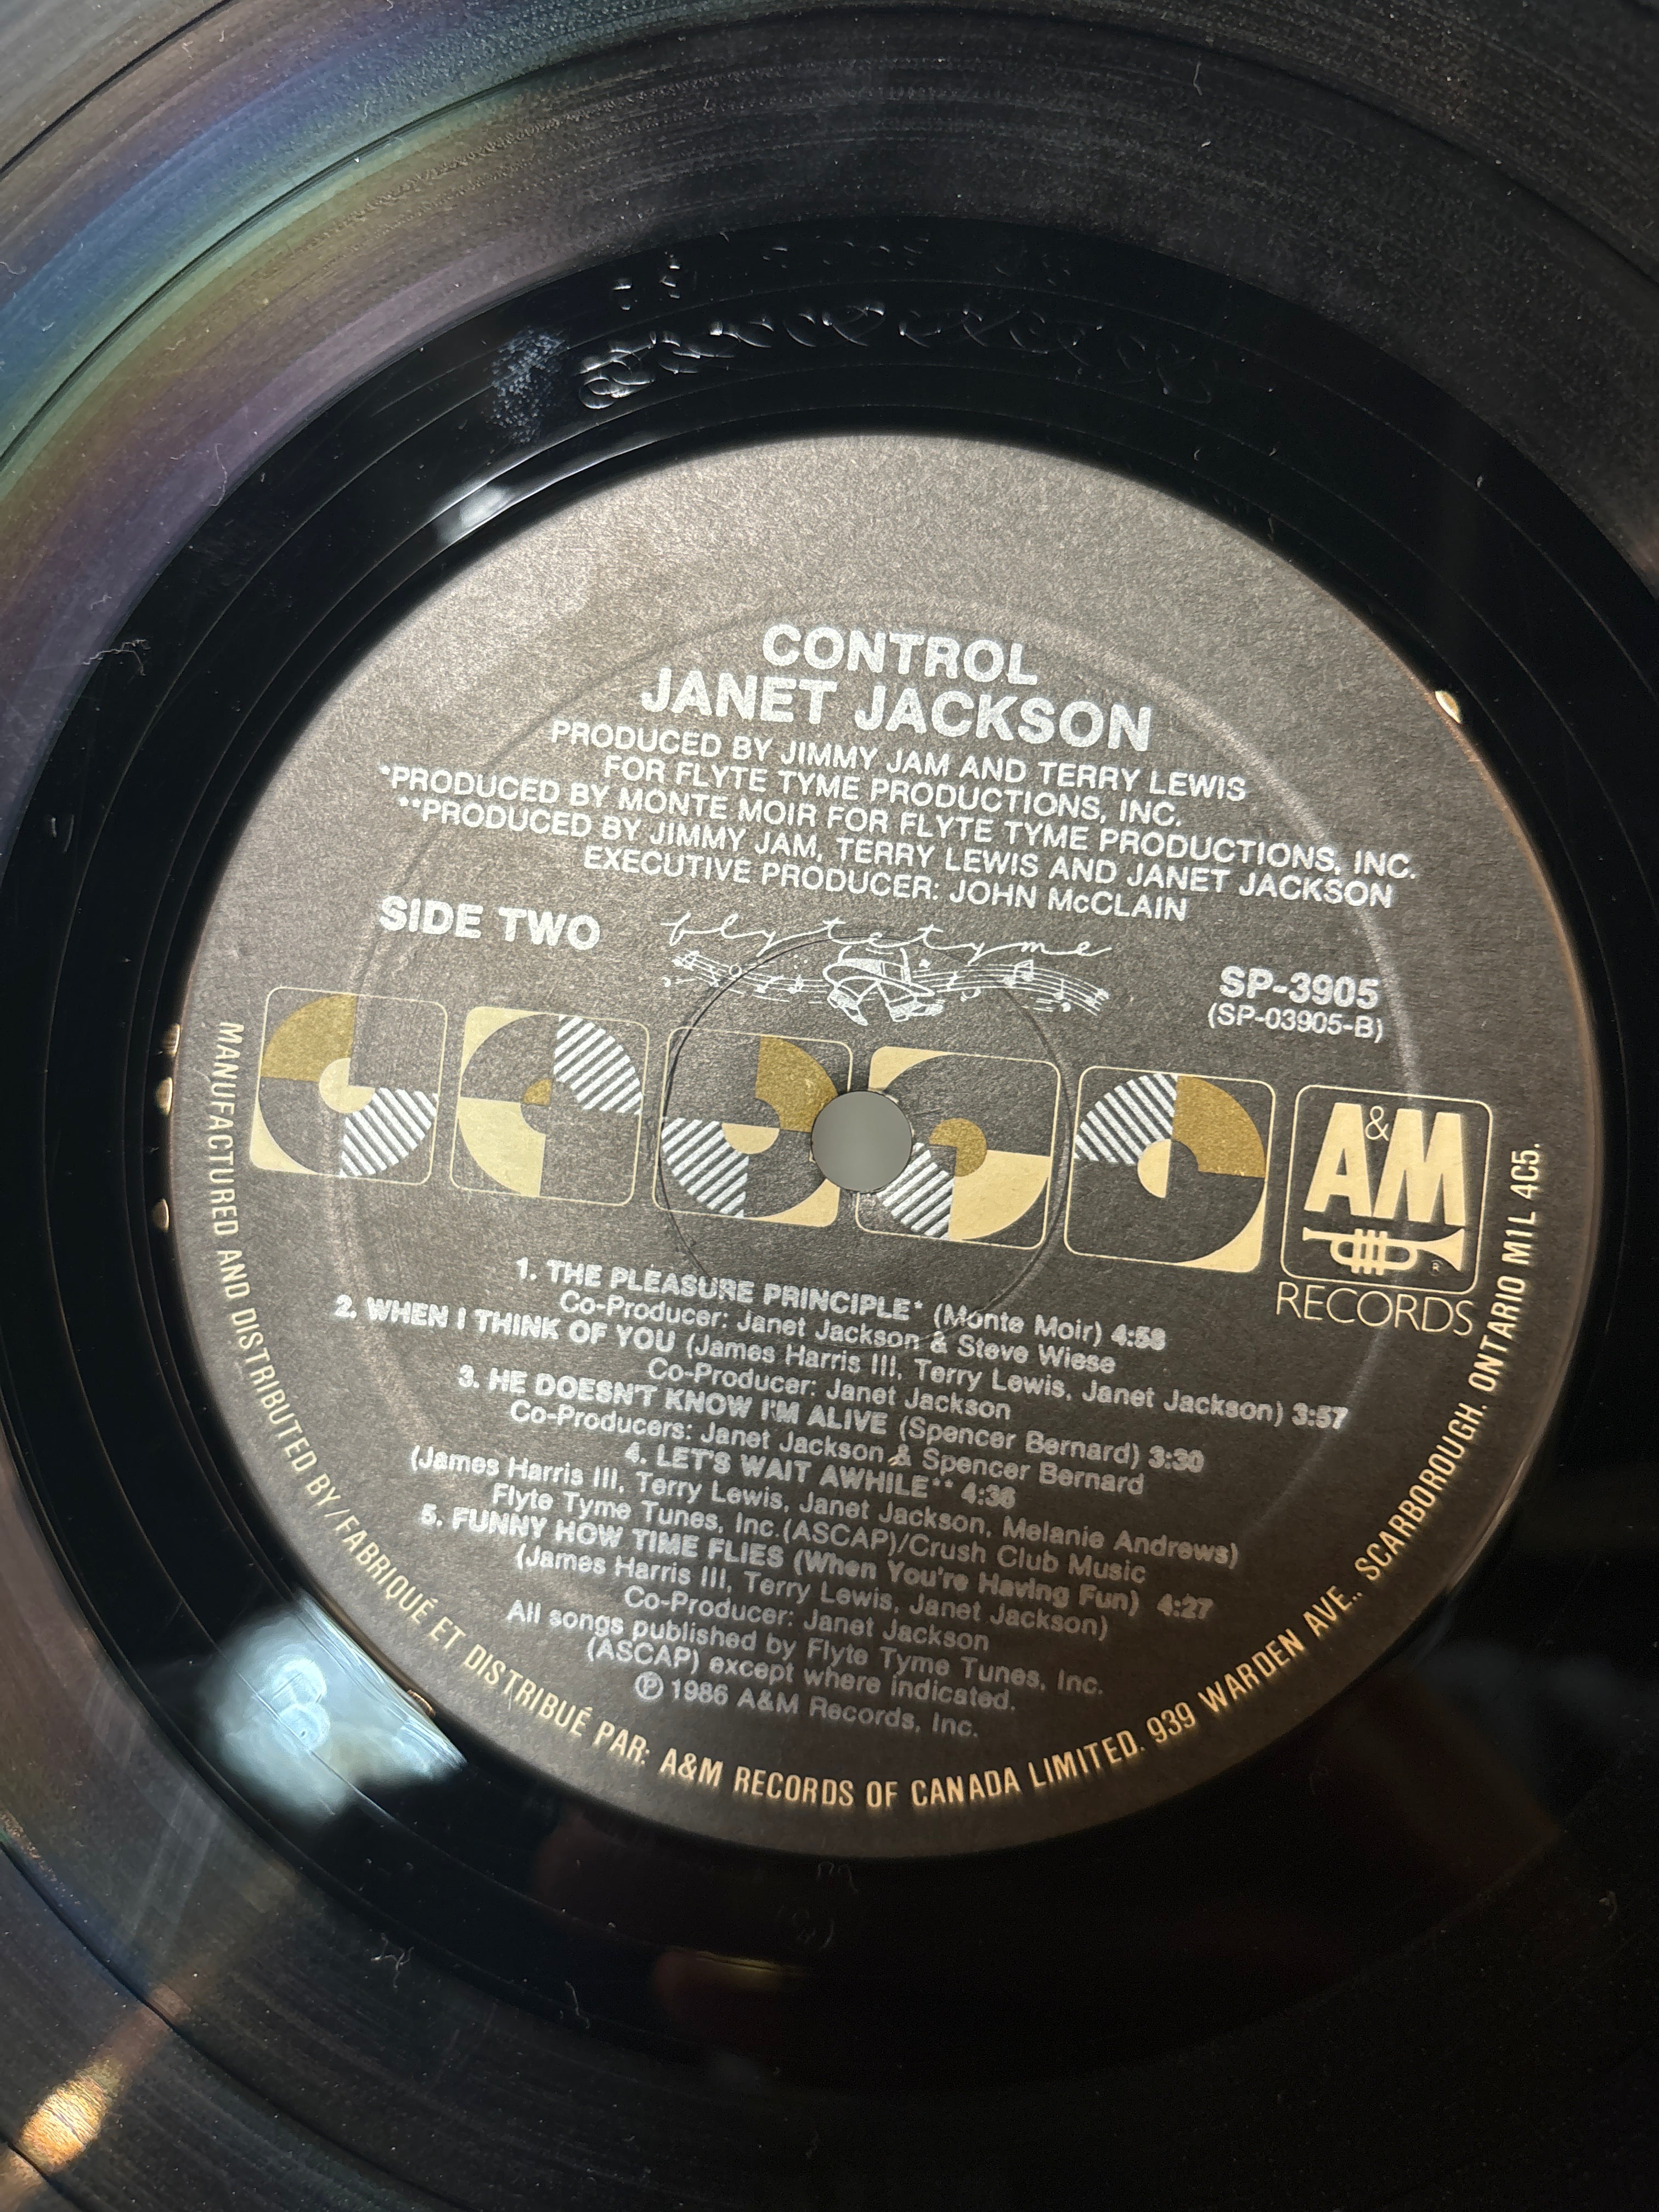 CONTROL
JANET JACKSON
PRODUCED BY JIMMY JAM AND TERRY LEWIS
FOR FLYTE TYME PRODUCTIONS, INC.
*PRODUCED BY MONTE MOIR FOR FLYTE TYME PRODUCTIONS, INC.
**PRODUCED BY JIMMY JAM, TERRY LEWIS AND JANET JACKSON
EXECUTIVE PRODUCER: JOHN McCLAIN
SIDE TWO
flytetyme
SP-3905
(SP-03905-B)
A&M
®
RECORDS
1. THE PLEASURE PRINCIPLE* (Monte Moir) 4:58
Co-Producer: Janet Jackson & Steve Wiese
2. WHEN I THINK OF YOU (James Harris III, Terry Lewis, Janet Jackson) 3:57
Co-Producer: Janet Jackson
3. HE DOESN'T KNOW I'M ALIVE (Spencer Bernard) 3:30
Co-Producers: Janet Jackson & Spencer Bernard
4. LET'S WAIT AWHILE** 4:36
(James Harris III, Terry Lewis, Janet Jackson, Melanie Andrews)
Flyte Tyme Tunes, Inc.(ASCAP)/Crush Club Music
5. FUNNY HOW TIME FLIES (When You're Having Fun) 4:27
(James Harris III, Terry Lewis, Janet Jackson)
Co-Producer: Janet Jackson
All songs published by Flyte Tyme Tunes, Inc.
(ASCAP) except where indicated.
℗ 1986 A&M Records, Inc.
MANUFACTURED AND DISTRIBUTED BY/FABRIQUÉ ET DISTRIBUÉ PAR: A&M RECORDS OF CANADA LIMITED. 939 WARDEN AVE., SCARBOROUGH. ONTARIO M1L 4C5.